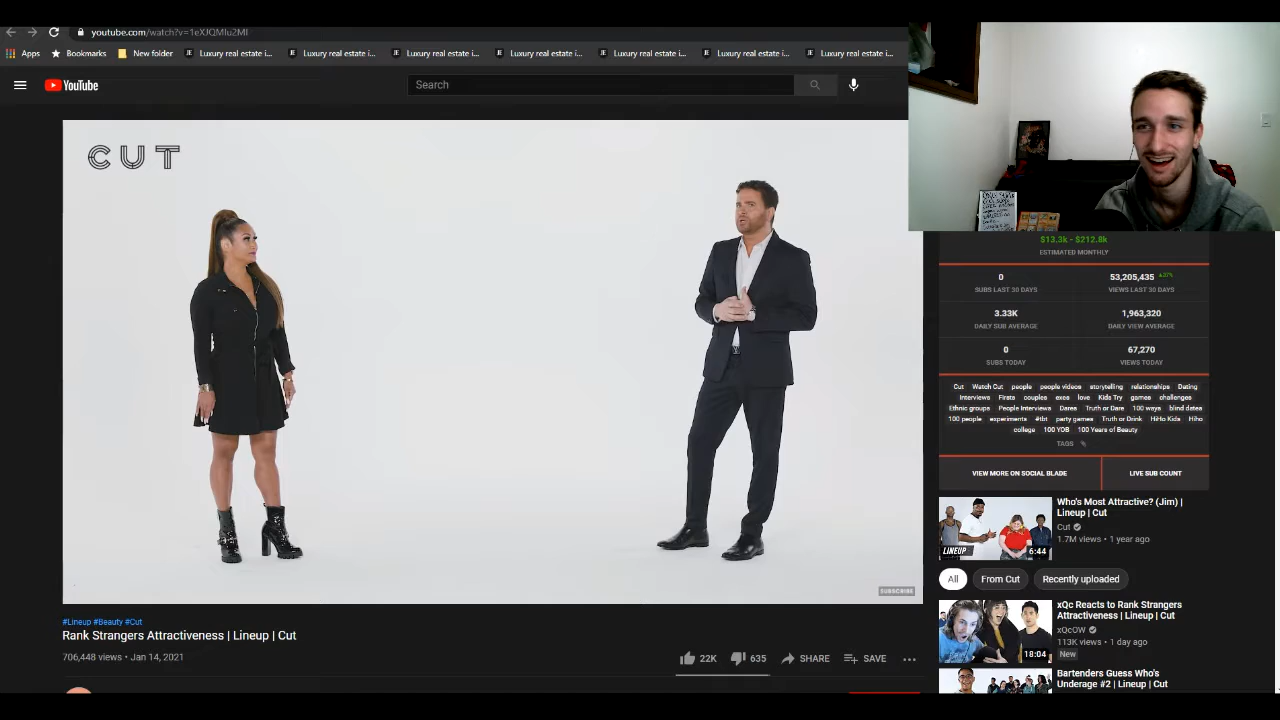 youtube.com/watch?v=1eXJQMIu2MI
Apps
Bookmarks
New folder
Luxury real estate i...
Luxury real estate i...
Luxury real estate i...
Luxury real estate i...
Luxury real estate i...
Luxury real estate i...
Luxury real estate i...
YouTube
Search
CUT
SUBSCRIBE
#Lineup #Beauty #Cut
Rank Strangers Attractiveness | Lineup | Cut
706,448 views • Jan 14, 2021
22K
635
SHARE
SAVE
$13.3k - $212.8k
ESTIMATED MONTHLY
0
53,205,435 4.37%
SUBS LAST 30 DAYS
VIEWS LAST 30 DAYS
3.33K
1,963,320
DAILY SUB AVERAGE
DAILY VIEW AVERAGE
0
67,270
SUBS TODAY
VIEWS TODAY
Cut Watch Cut people people videos storytelling relationships Dating
Interviews Firsts couples exes love Kids Try games challenges
Ethnic groups People Interviews Dares Truth or Dare 100 ways blind dates
100 people experiments #tbt party games Truth or Drink HiHo Kids Hiho
college 100 YOB 100 Years of Beauty
TAGS
VIEW MORE ON SOCIAL BLADE
LIVE SUB COUNT
LINEUP
6:44
Who's Most Attractive? (Jim) |
Lineup | Cut
Cut
1.7M views • 1 year ago
All
From Cut
Recently uploaded
18:04
xQc Reacts to Rank Strangers
Attractiveness | Lineup | Cut
xQcOW
113K views • 1 day ago
New
Bartenders Guess Who's
Underage #2 | Lineup | Cut